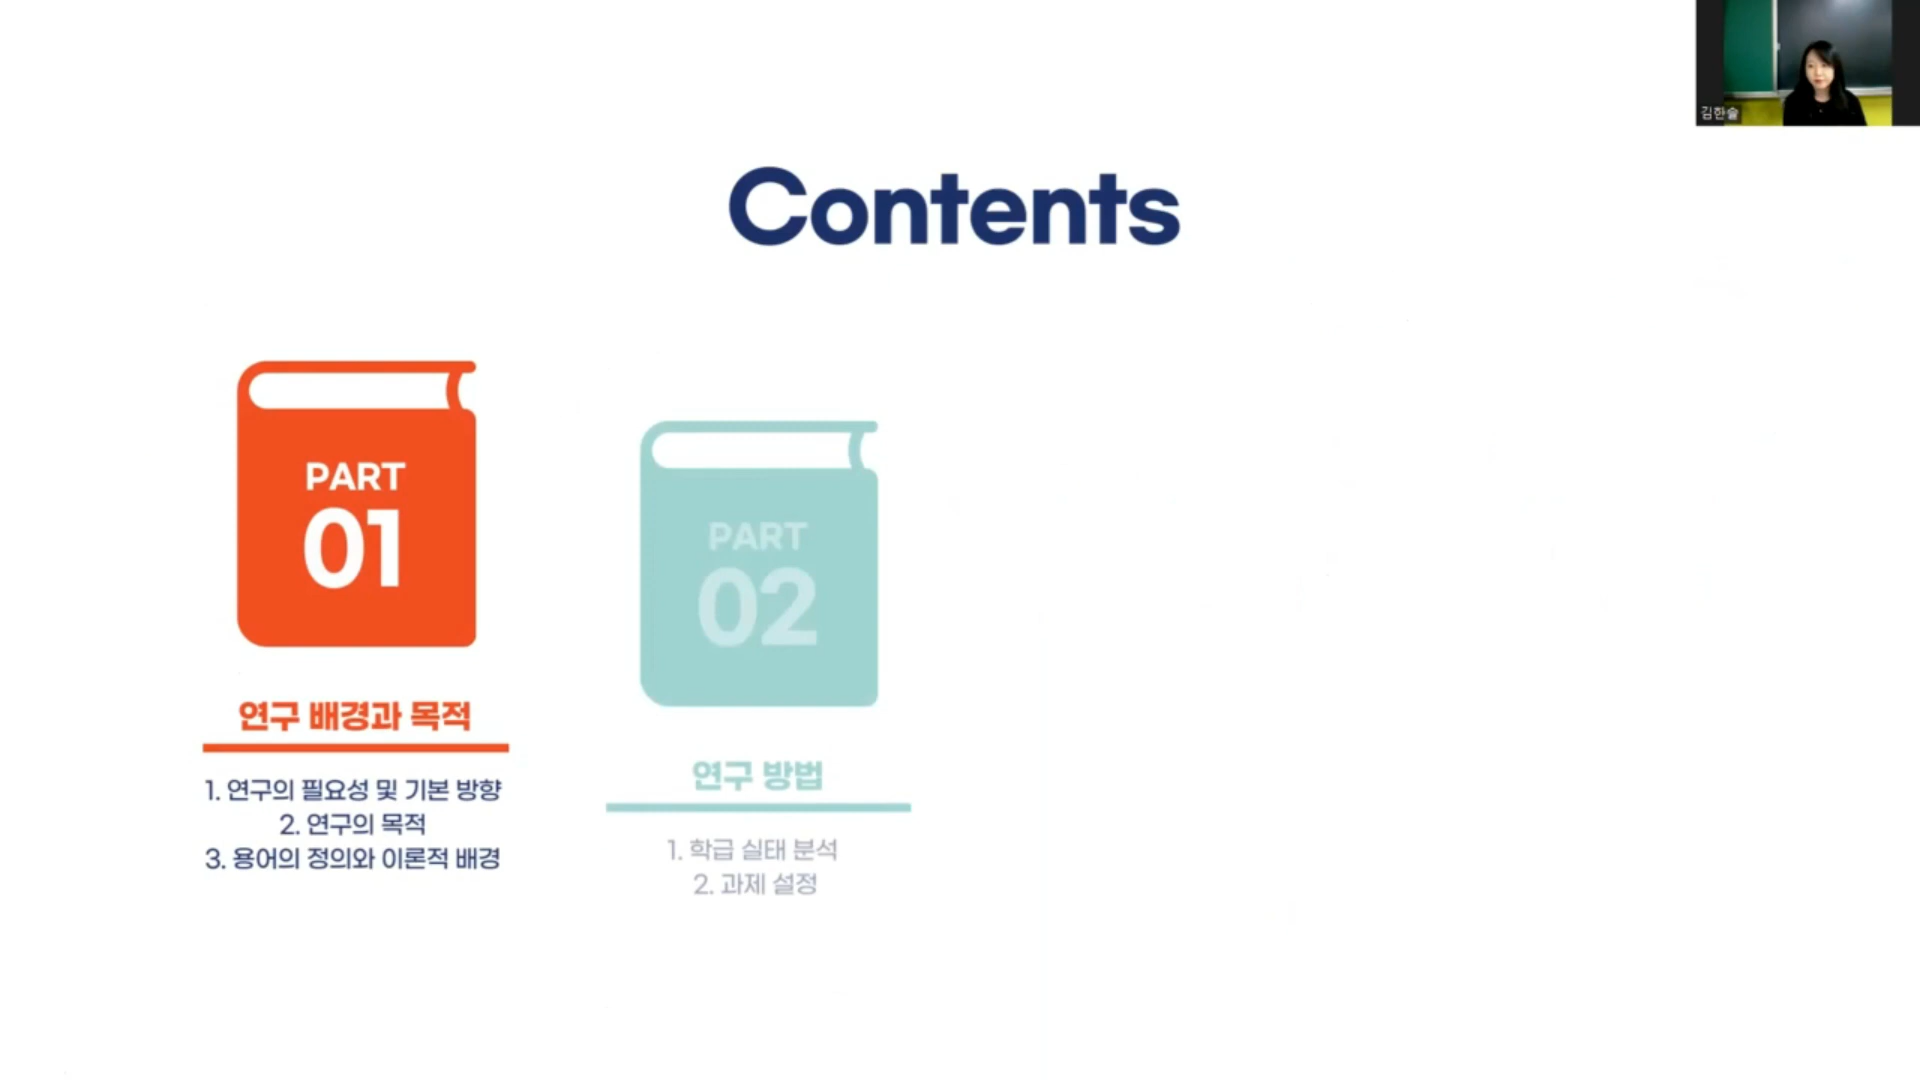 김한솔
Contents
PART
01
연구 배경과 목적
1. 연구의 필요성 및 기본 방향
2. 연구의 목적
3. 용어의 정의와 이론적 배경
PART
02
연구 방법
1. 학급 실태 분석
2. 과제 설정